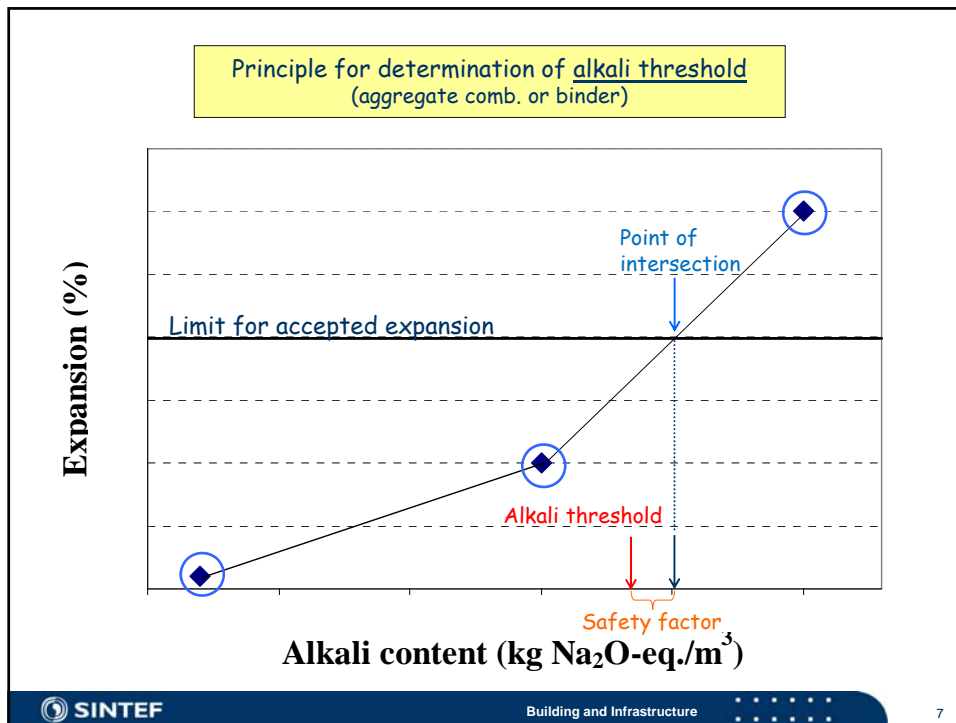 Principle for determination of alkali threshold
(aggregate comb. or binder)
Point of
intersection
Limit for accepted expansion
Expansion (%)
Alkali threshold
Safety factor
Alkali content (kg Na₂O-eq./m³)
SINTEF
Building and Infrastructure
7